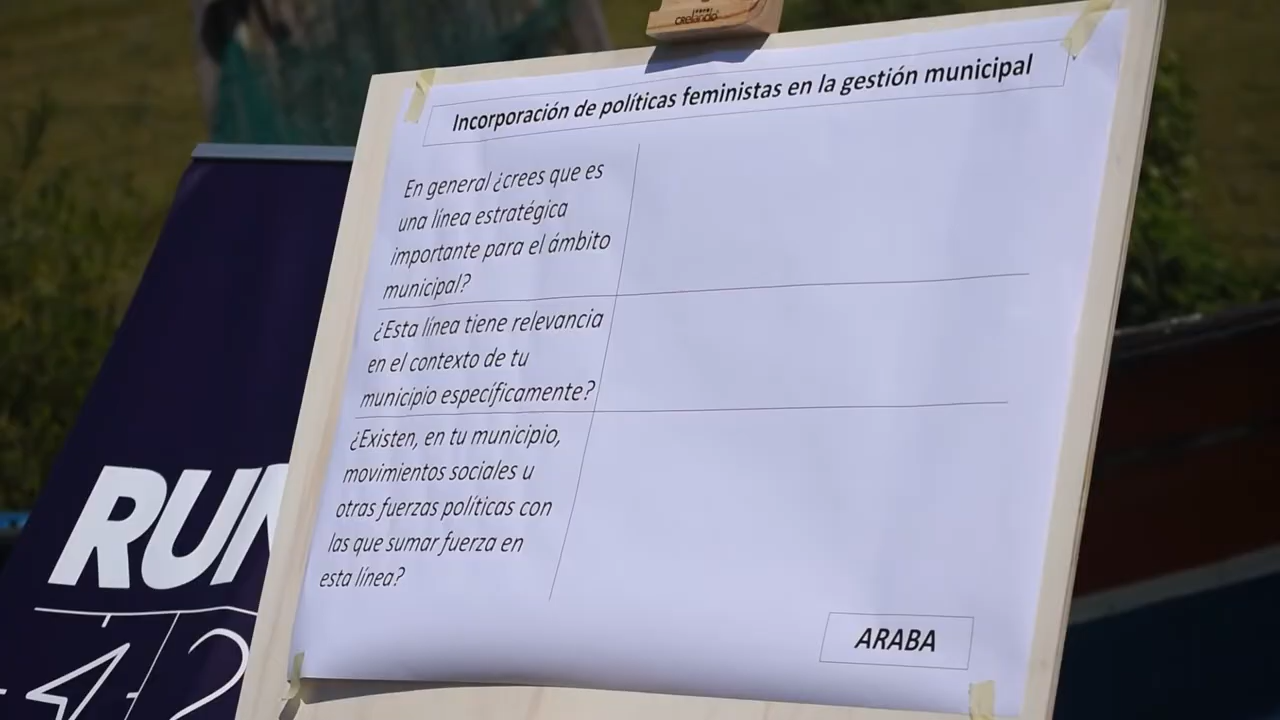 Incorporación de políticas feministas en la gestión municipal
En general ¿crees que es
una línea estratégica
importante para el ámbito
municipal?
¿Esta línea tiene relevancia
en el contexto de tu
municipio específicamente?
¿Existen, en tu municipio,
movimientos sociales u
otras fuerzas políticas con
las que sumar fuerza en
esta línea?
ARABA
RUN